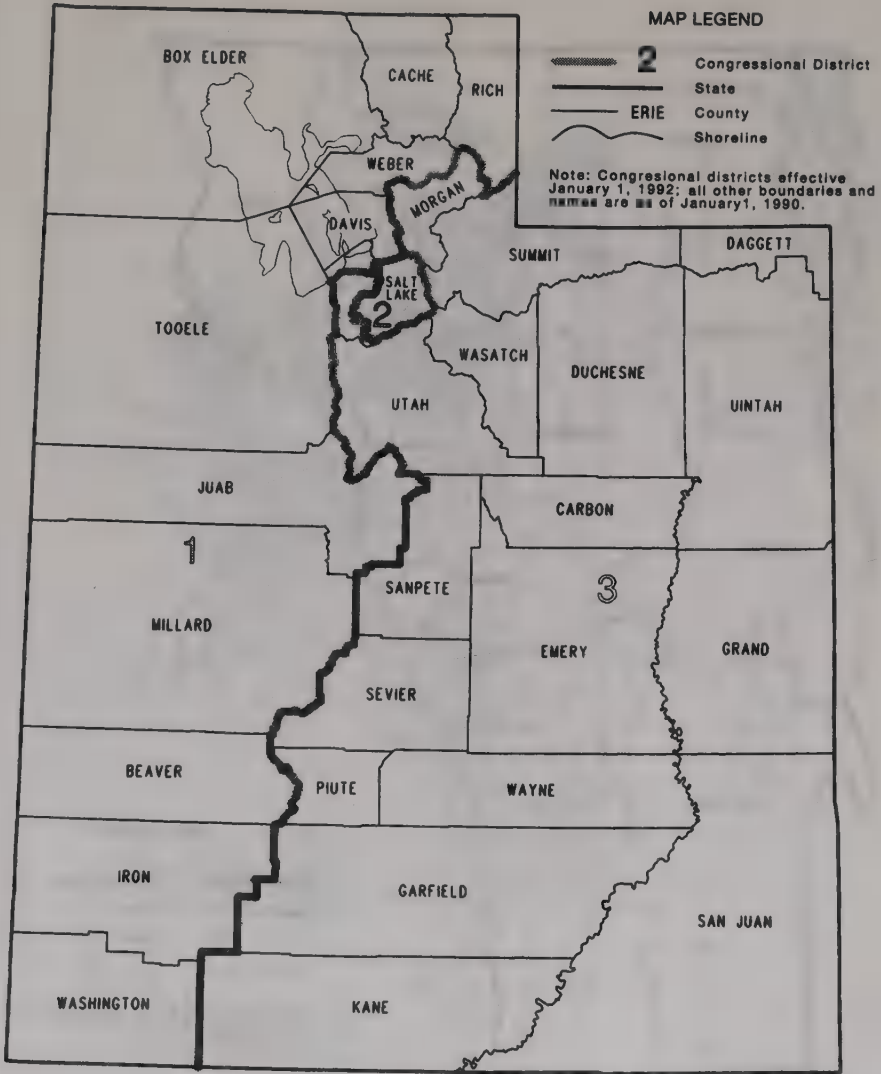 MAP LEGEND
2 Congressional District
State
ERIE County
Shoreline
Note: Congresional districts effective
January 1, 1992; all other boundaries and
names are as of January1, 1990.
BOX ELDER
CACHE
RICH
WEBER
MORGAN
DAVIS
SUMMIT
DAGGETT
SALT
LAKE
2
TOOELE
WASATCH
DUCHESNE
UTAH
UINTAH
JUAB
CARBON
1
SANPETE
3
MILLARD
EMERY
GRAND
SEVIER
BEAVER
PIUTE
WAYNE
IRON
GARFIELD
SAN JUAN
WASHINGTON
KANE